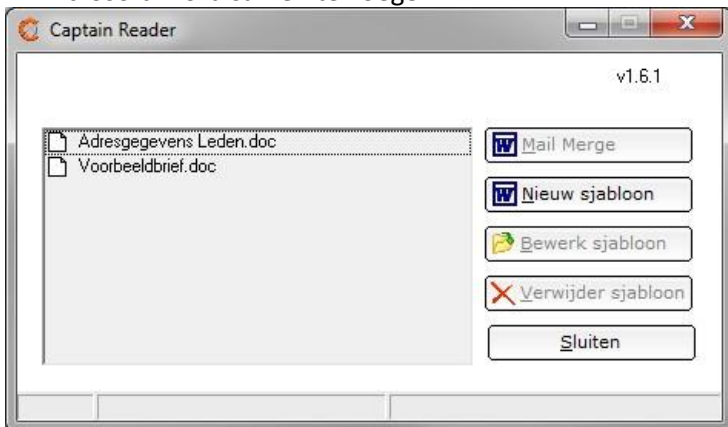 Captain Reader
v1.6.1
Adresgegevens Leden.doc
Voorbeeldbrief.doc
Mail Merge
Nieuw sjabloon
Bewerk sjabloon
Verwijder sjabloon
Sluiten